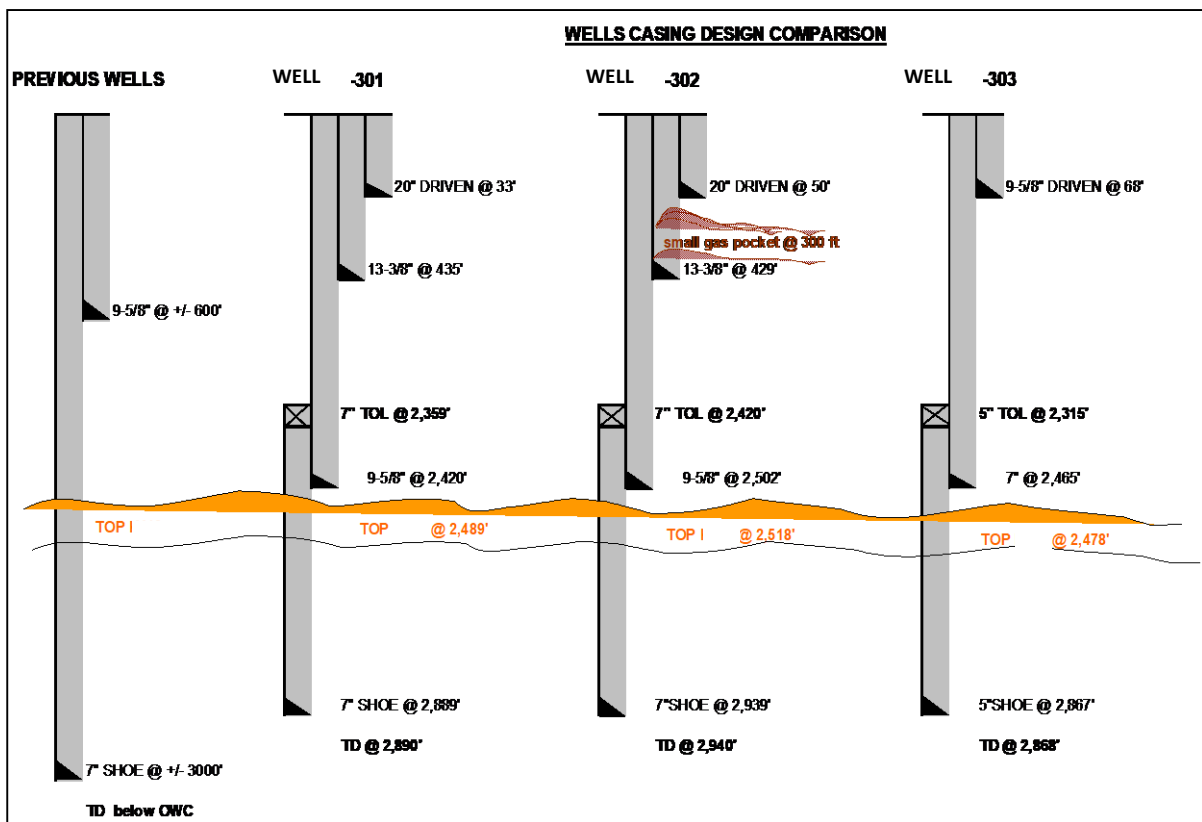 WELLS CASING DESIGN COMPARISON
PREVIOUS WELLS
WELL -301
WELL -302
WELL -303
20" DRIVEN @ 33'
20" DRIVEN @ 50'
9-5/8" DRIVEN @ 68'
small gas pocket @ 300 ft
13-3/8" @ 435'
13-3/8" @ 429'
9-5/8" @ +/- 600'
7" TOL @ 2,359'
7" TOL @ 2,420'
5" TOL @ 2,315'
9-5/8" @ 2,420'
9-5/8" @ 2,502'
7" @ 2,465'
TOP I
TOP @ 2,489'
TOP I @ 2,518'
TOP @ 2,478'
7" SHOE @ 2,889'
7"SHOE @ 2,939'
5"SHOE @ 2,867'
TD @ 2,890'
TD @ 2,940'
TD @ 2,868'
7" SHOE @ +/- 3000'
TD below OWC